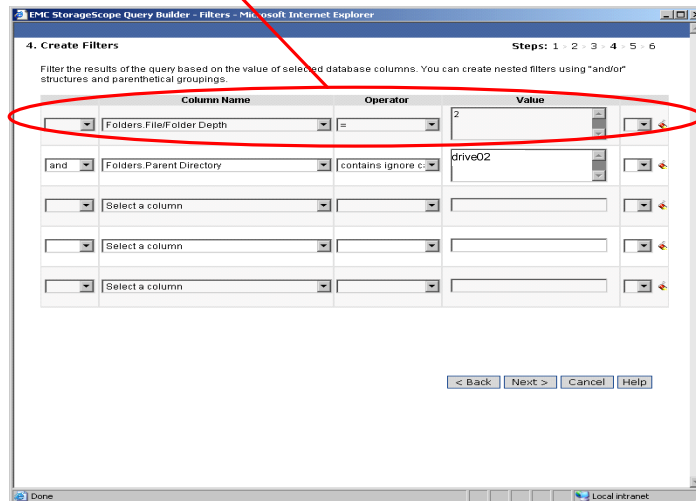 EMC StorageScope Query Builder - Filters - Microsoft Internet Explorer
4. Create Filters
Steps: 1 › 2 › 3 › 4 › 5 › 6
Filter the results of the query based on the value of selected database columns. You can create nested filters using "and/or"
structures and parenthetical groupings.
Column Name Operator Value
Folders.File/Folder Depth = 2
and Folders.Parent Directory contains ignore ca drive02
Select a column
Select a column
Select a column
< Back Next > Cancel Help
Done Local intranet